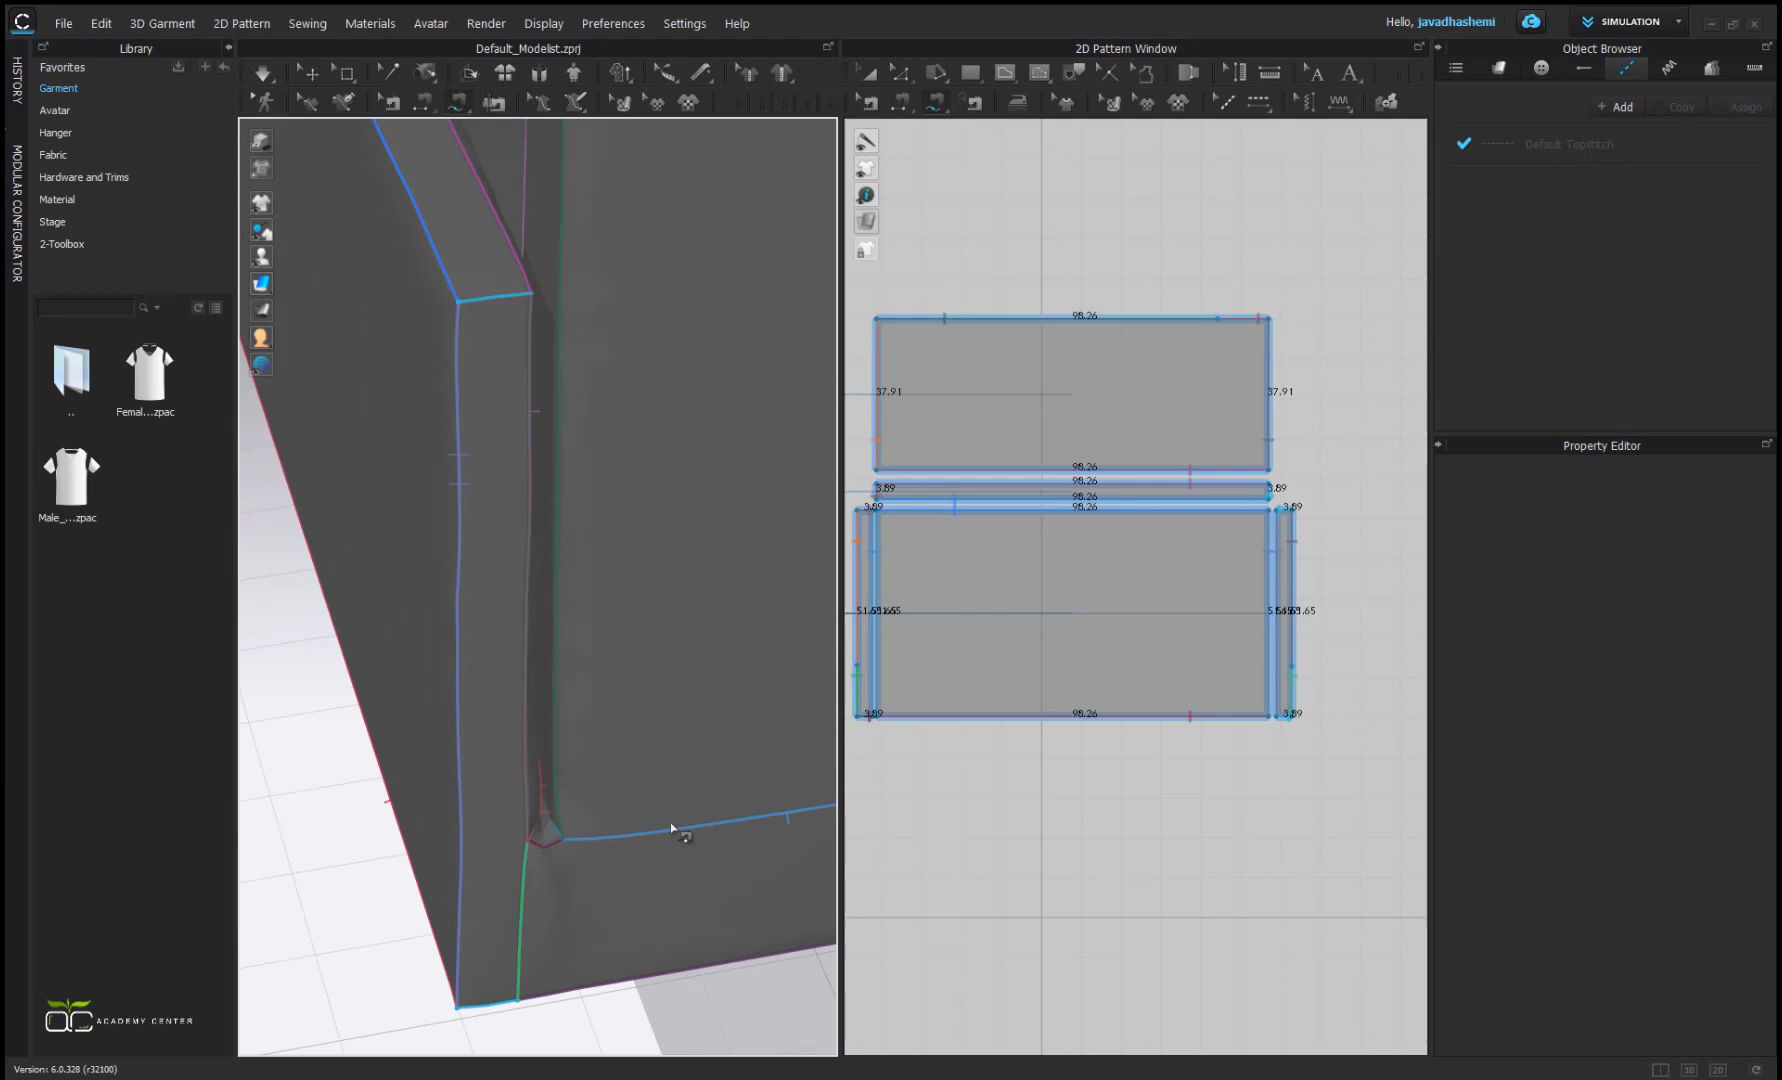 File Edit 3D Garment 2D Pattern Sewing Materials Avatar Render Display Preferences Settings Help
Hello, javadhashemi
SIMULATION
Library
Default_Modelist.zprj
2D Pattern Window
Object Browser
HISTORY
MODULAR CONFIGURATOR
Favorites
Garment
Avatar
Hanger
Fabric
Hardware and Trims
Material
Stage
2-Toolbox
..
Femal...zpac
Male_...zpac
+ Add
Copy
Assign
Default Topstitch
Property Editor
98.26
37.91
37.91
98.26
98.26
3.89
3.89
98.26
3.89
98.26
3.89
3.89
98.26
3.89
ACADEMY CENTER
Version: 6.0.328 (r32100)
3D
2D